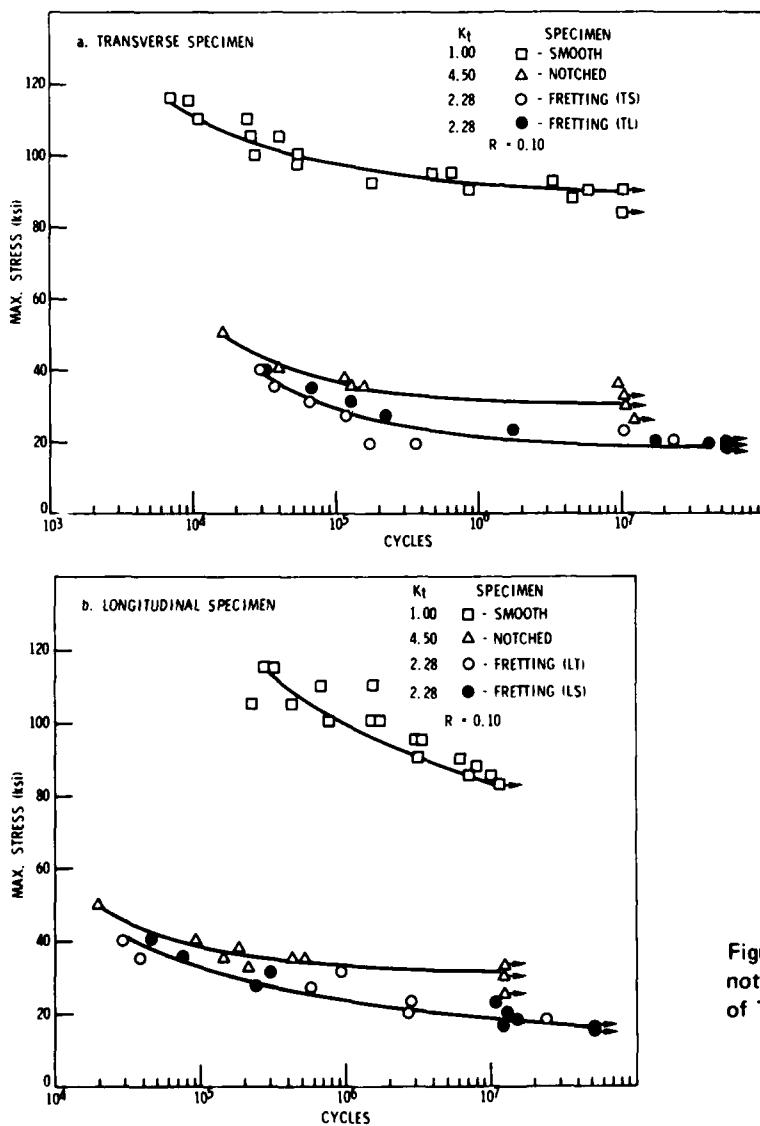 a. TRANSVERSE SPECIMEN
Kt SPECIMEN
1.00 □ - SMOOTH
4.50 △ - NOTCHED
2.28 ○ - FRETTING (TS)
2.28 ● - FRETTING (TL)
R = 0.10
MAX. STRESS (ksi)
120
100
80
60
40
20
0
10³ 10⁴ 10⁵ 10⁶ 10⁷
CYCLES
b. LONGITUDINAL SPECIMEN
Kt SPECIMEN
1.00 □ - SMOOTH
4.50 △ - NOTCHED
2.28 ○ - FRETTING (LT)
2.28 ● - FRETTING (LS)
R = 0.10
MAX. STRESS (ksi)
120
100
80
60
40
20
0
10⁴ 10⁵ 10⁶ 10⁷
CYCLES
Figu
not
of